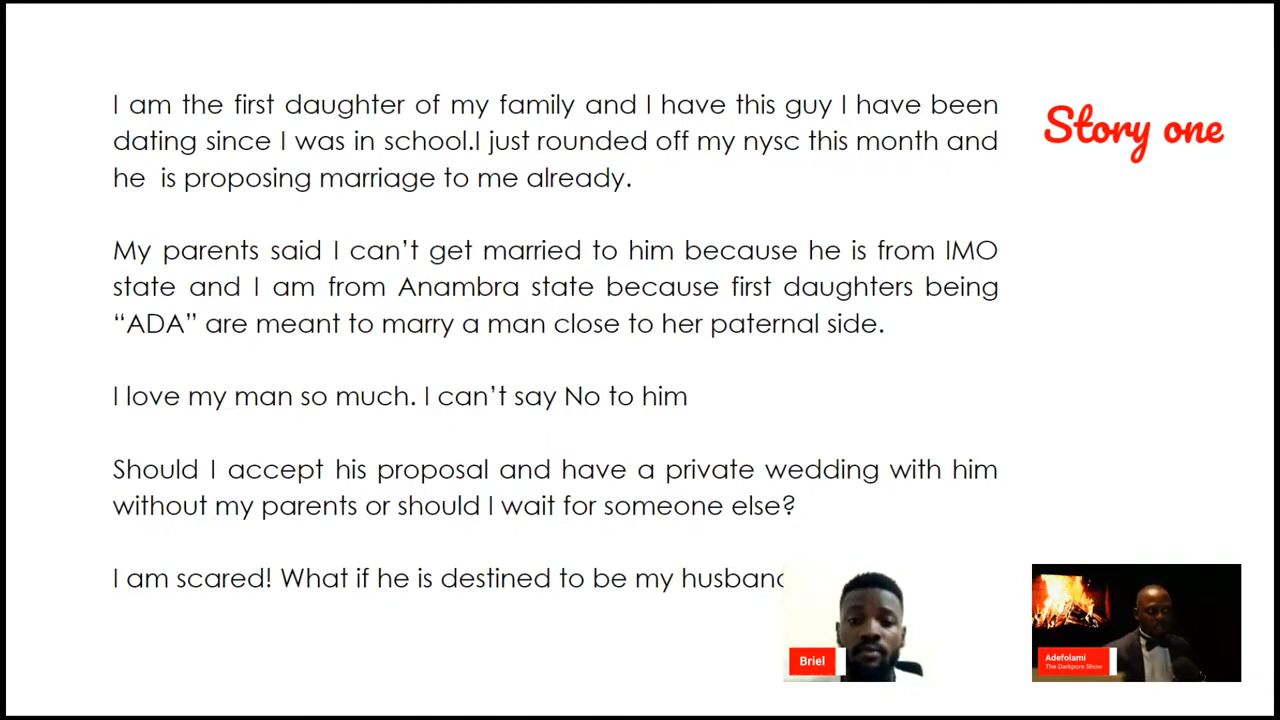 I am the first daughter of my family and I have this guy I have been
dating since I was in school.I just rounded off my nysc this month and
he  is proposing marriage to me already.
My parents said I can’t get married to him because he is from IMO
state and I am from Anambra state because first daughters being
“ADA” are meant to marry a man close to her paternal side.
I love my man so much. I can’t say No to him
Should I accept his proposal and have a private wedding with him
without my parents or should I wait for someone else?
I am scared! What if he is destined to be my husband
Story one
Briel
Adefolami
The Darkpore Show